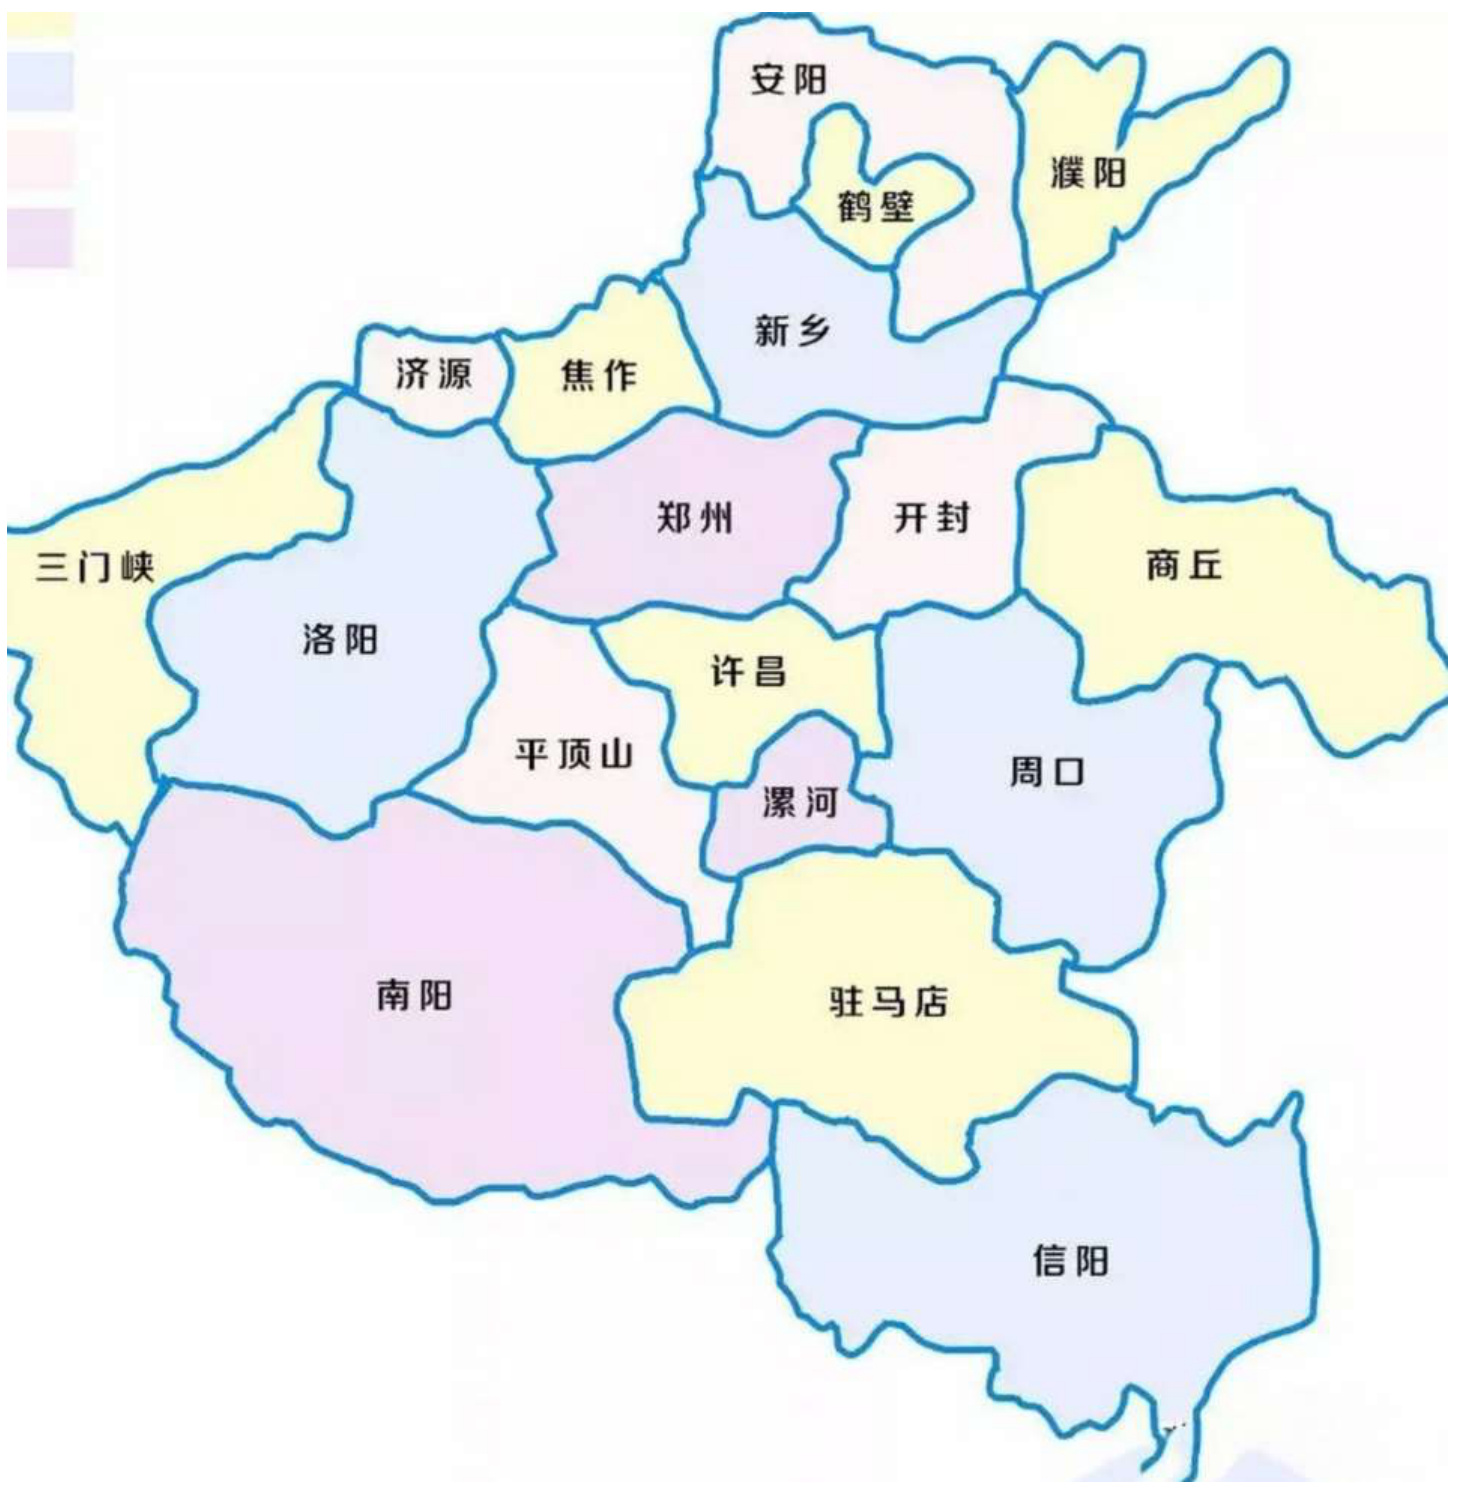 安阳
濮阳
鹤壁
新乡
济源
焦作
郑州
开封
商丘
三门峡
洛阳
许昌
平顶山
周口
漯河
南阳
驻马店
信阳